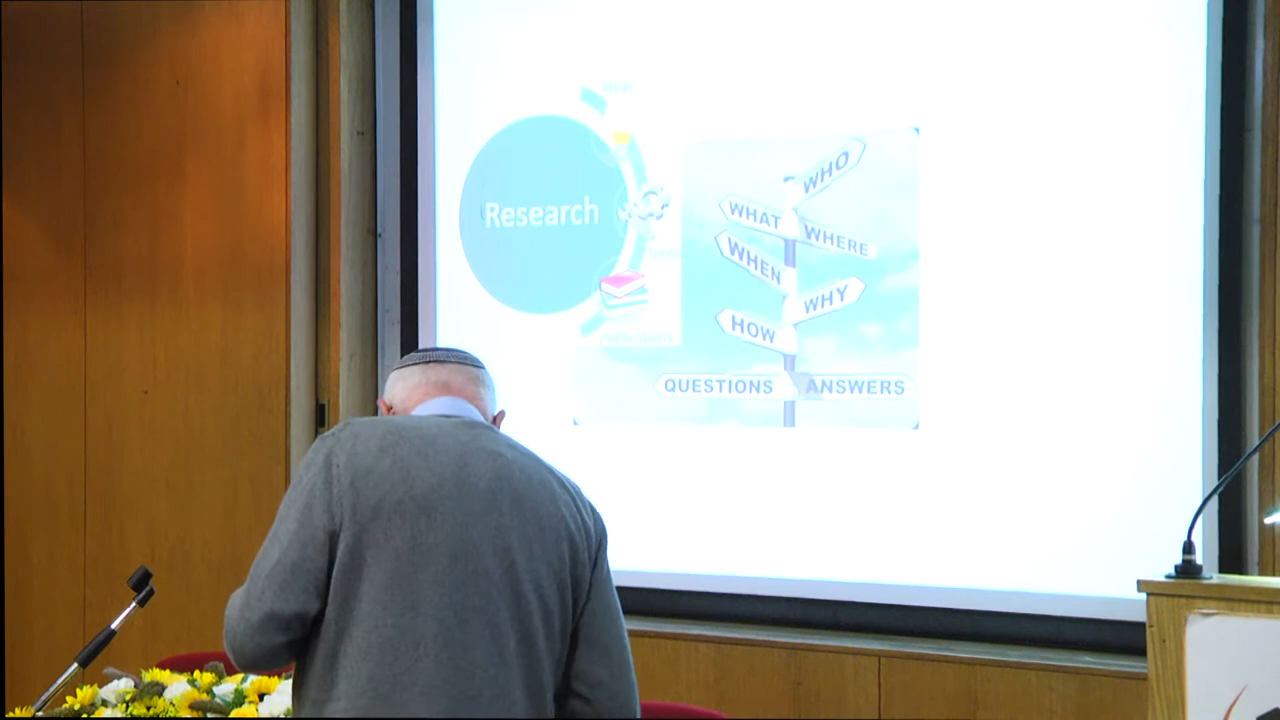 Research
WHO
WHAT
WHERE
WHEN
WHY
HOW
QUESTIONS
ANSWERS